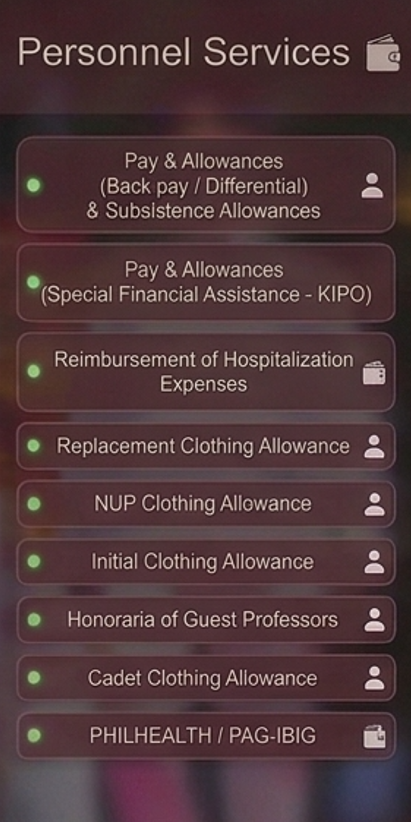 Personnel Services
Pay & Allowances
(Back pay / Differential)
& Subsistence Allowances
Pay & Allowances
(Special Financial Assistance - KIPO)
Reimbursement of Hospitalization
Expenses
Replacement Clothing Allowance
NUP Clothing Allowance
Initial Clothing Allowance
Honoraria of Guest Professors
Cadet Clothing Allowance
PHILHEALTH / PAG-IBIG